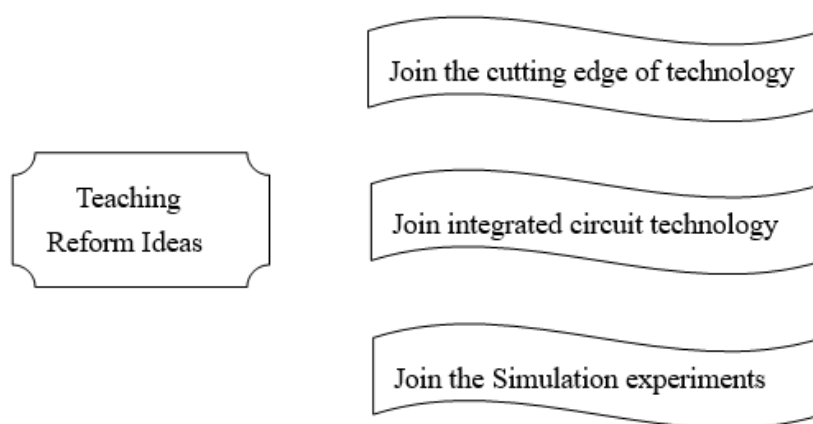 Join the cutting edge of technology
Teaching
Reform Ideas
Join integrated circuit technology
Join the Simulation experiments